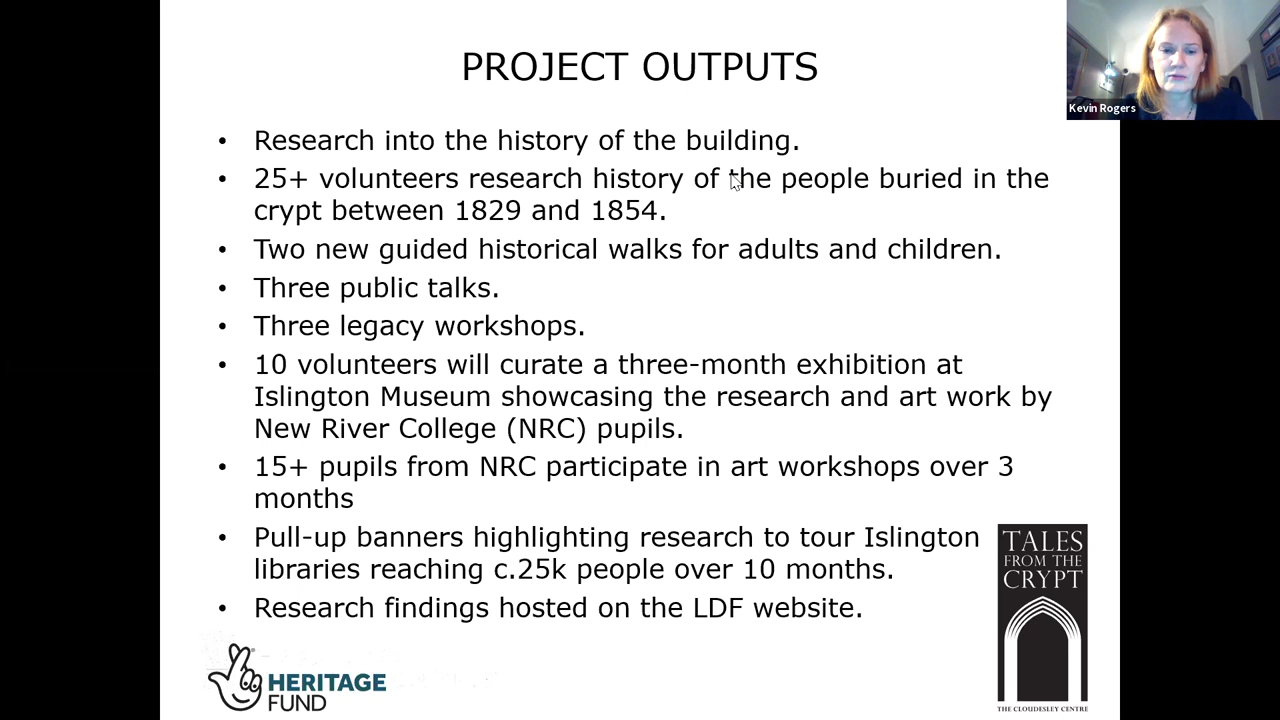 PROJECT OUTPUTS
Kevin Rogers
• Research into the history of the building.
• 25+ volunteers research history of the people buried in the
crypt between 1829 and 1854.
• Two new guided historical walks for adults and children.
• Three public talks.
• Three legacy workshops.
• 10 volunteers will curate a three-month exhibition at
Islington Museum showcasing the research and art work by
New River College (NRC) pupils.
• 15+ pupils from NRC participate in art workshops over 3
months
• Pull-up banners highlighting research to tour Islington
libraries reaching c.25k people over 10 months.
• Research findings hosted on the LDF website.
TALES
FROM THE
CRYPT
THE CLOUDESLEY CENTRE
HERITAGE
FUND